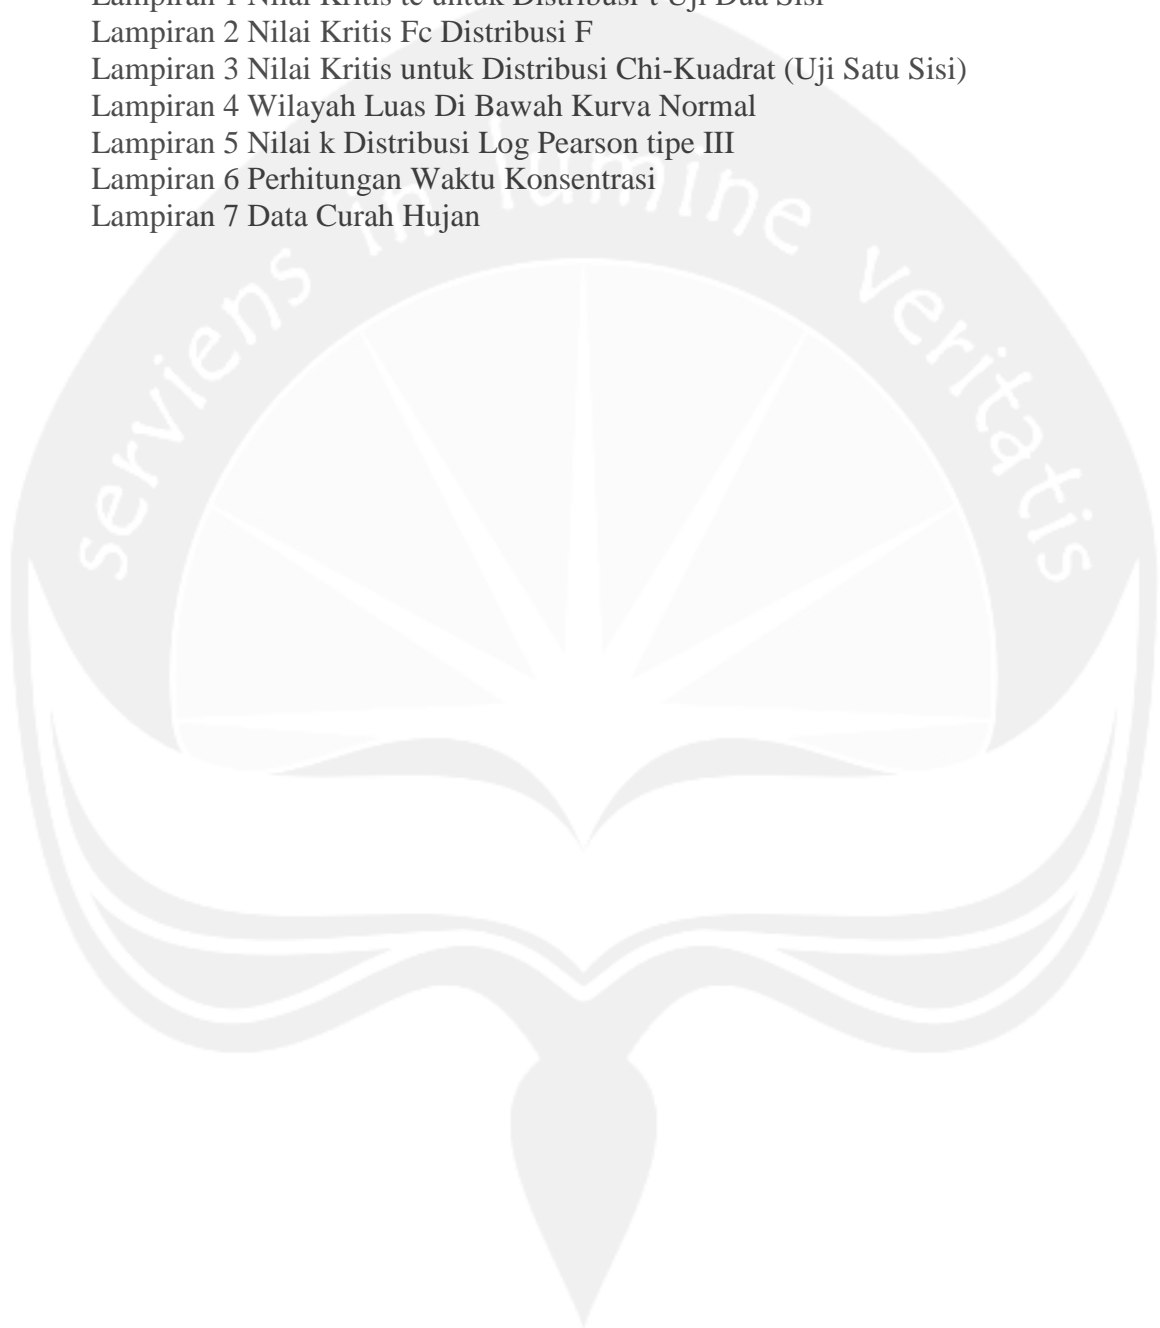 Lampiran 1 Nilai Kritis tc untuk Distribusi t Uji Dua Sisi
Lampiran 2 Nilai Kritis Fc Distribusi F
Lampiran 3 Nilai Kritis untuk Distribusi Chi-Kuadrat (Uji Satu Sisi)
Lampiran 4 Wilayah Luas Di Bawah Kurva Normal
Lampiran 5 Nilai k Distribusi Log Pearson tipe III
Lampiran 6 Perhitungan Waktu Konsentrasi
Lampiran 7 Data Curah Hujan
serviens in lumine veritatis